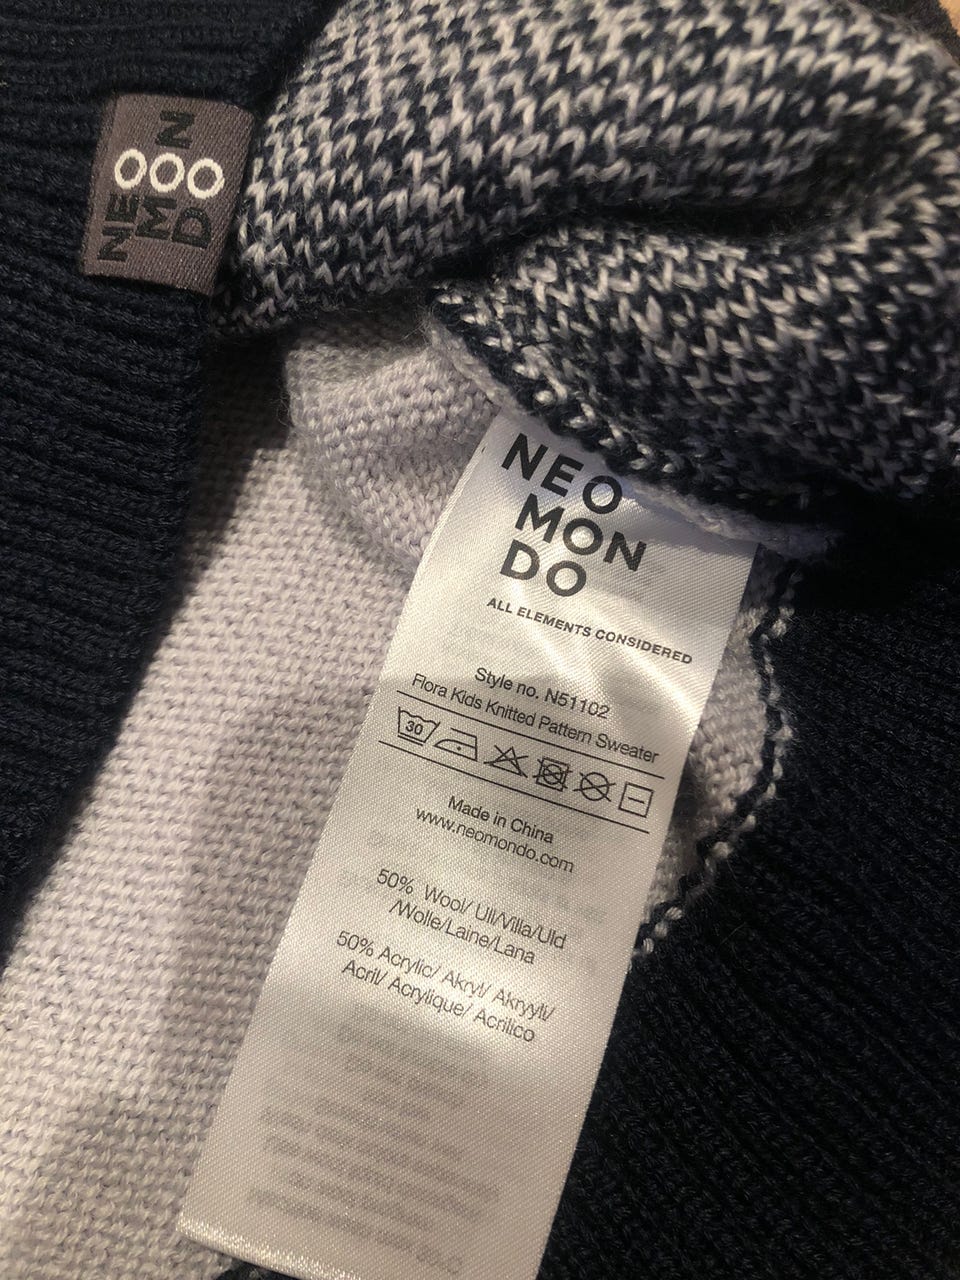 NE
MON
DO
OOO
NEO
MON
DO
ALL ELEMENTS CONSIDERED
Style no. N51102
Flora Kids Knitted Pattern Sweater
30
Made in China
www.neomondo.com
50% Wool/ Ull/Villa/Uld
/Wolle/Laine/Lana
50% Acrylic/ Akryl/ Akryyli/
Acril/ Acrylique/ Acrilico